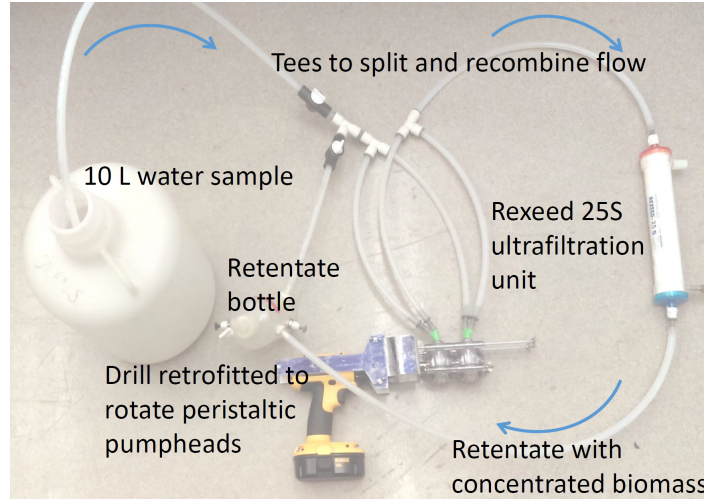 Tees to split and recombine flow
10 L water sample
Rexeed 25S
ultrafiltration
unit
Retentate
bottle
Drill retrofitted to
rotate peristaltic
pumpheads
Retentate with
concentrated biomass